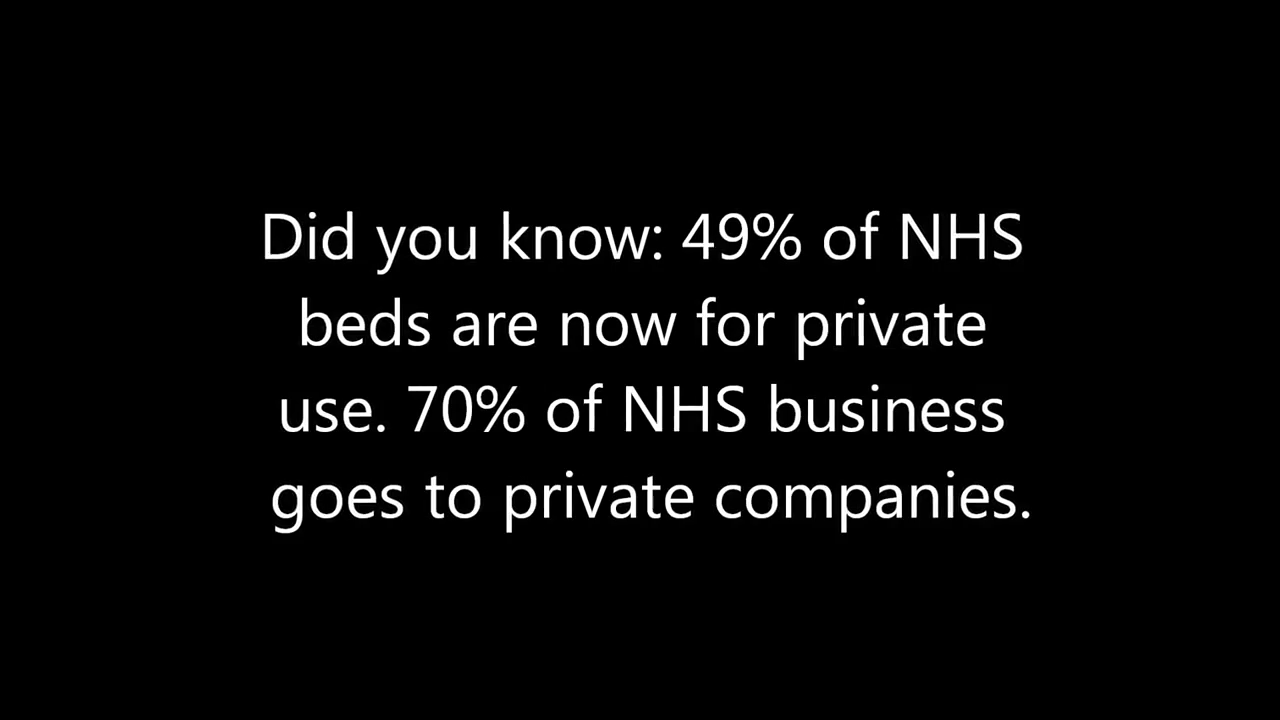 Did you know: 49% of NHS
beds are now for private
use. 70% of NHS business
goes to private companies.